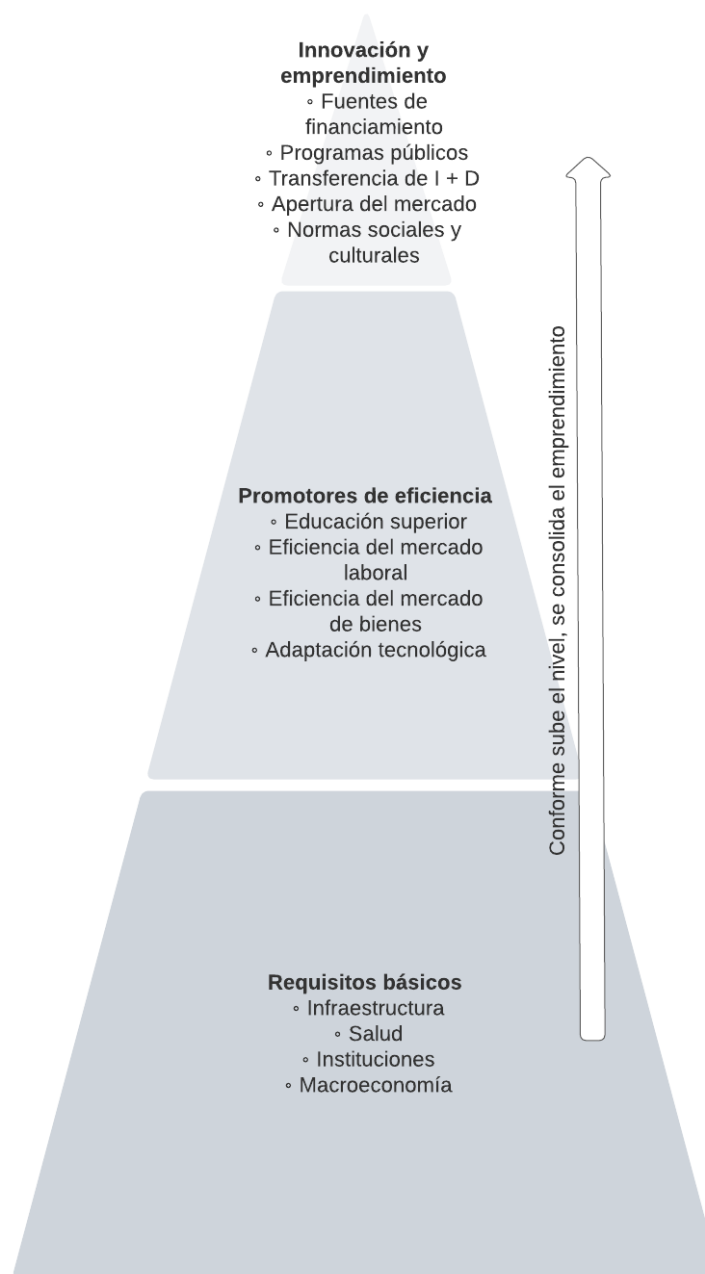 Innovación y
emprendimiento
◦ Fuentes de
financiamiento
◦ Programas públicos
◦ Transferencia de I + D
◦ Apertura del mercado
◦ Normas sociales y
culturales
Promotores de eficiencia
◦ Educación superior
◦ Eficiencia del mercado
laboral
◦ Eficiencia del mercado
de bienes
◦ Adaptación tecnológica
Conforme sube el nivel, se consolida el emprendimiento
Requisitos básicos
◦ Infraestructura
◦ Salud
◦ Instituciones
◦ Macroeconomía